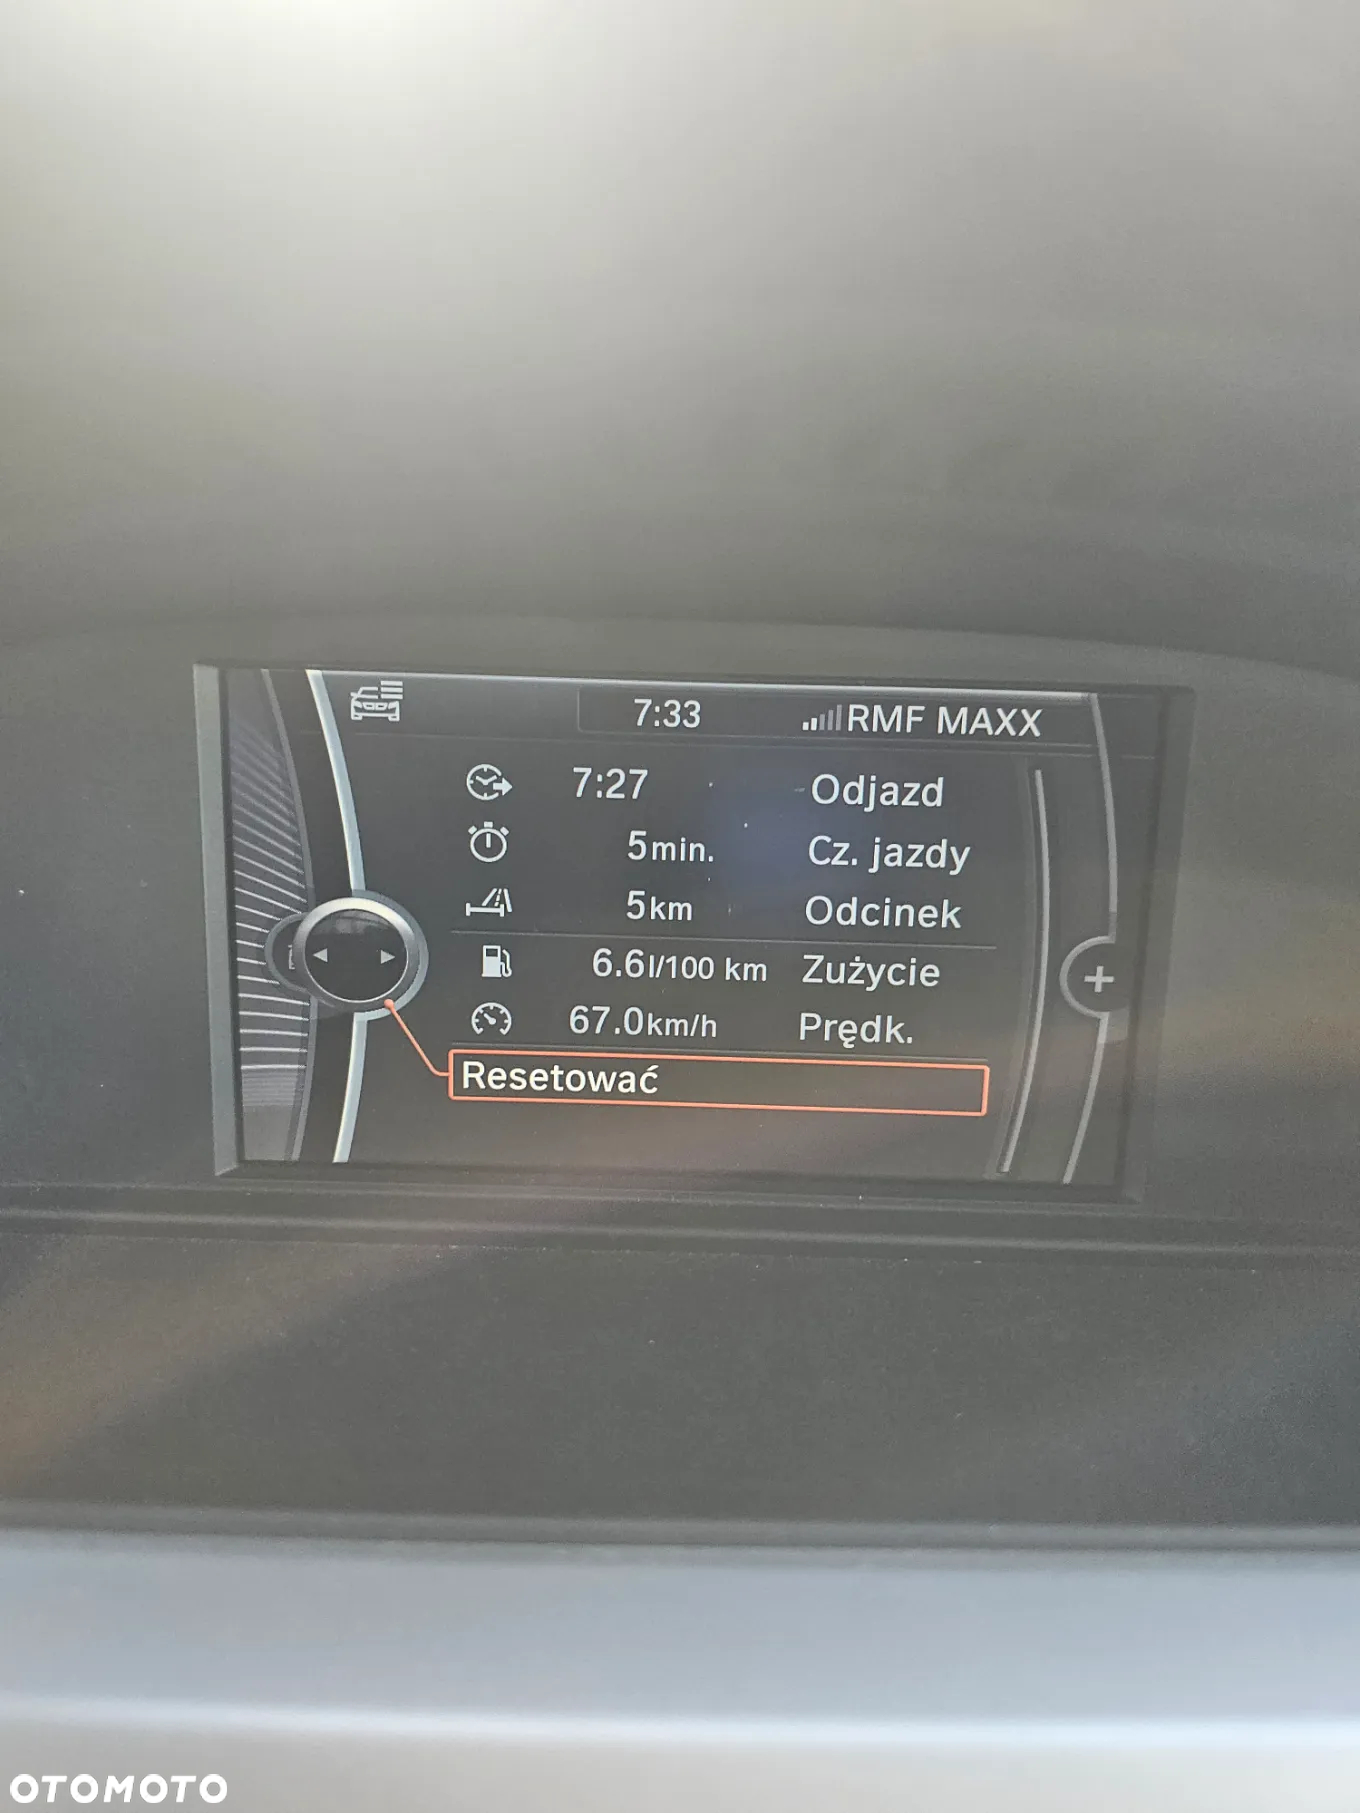 7:33 RMF MAXX
7:27 Odjazd
5min. Cz. jazdy
5km Odcinek
6.6l/100 km Zużycie
67.0km/h Prędk.
Resetować
+
OTOMOTO